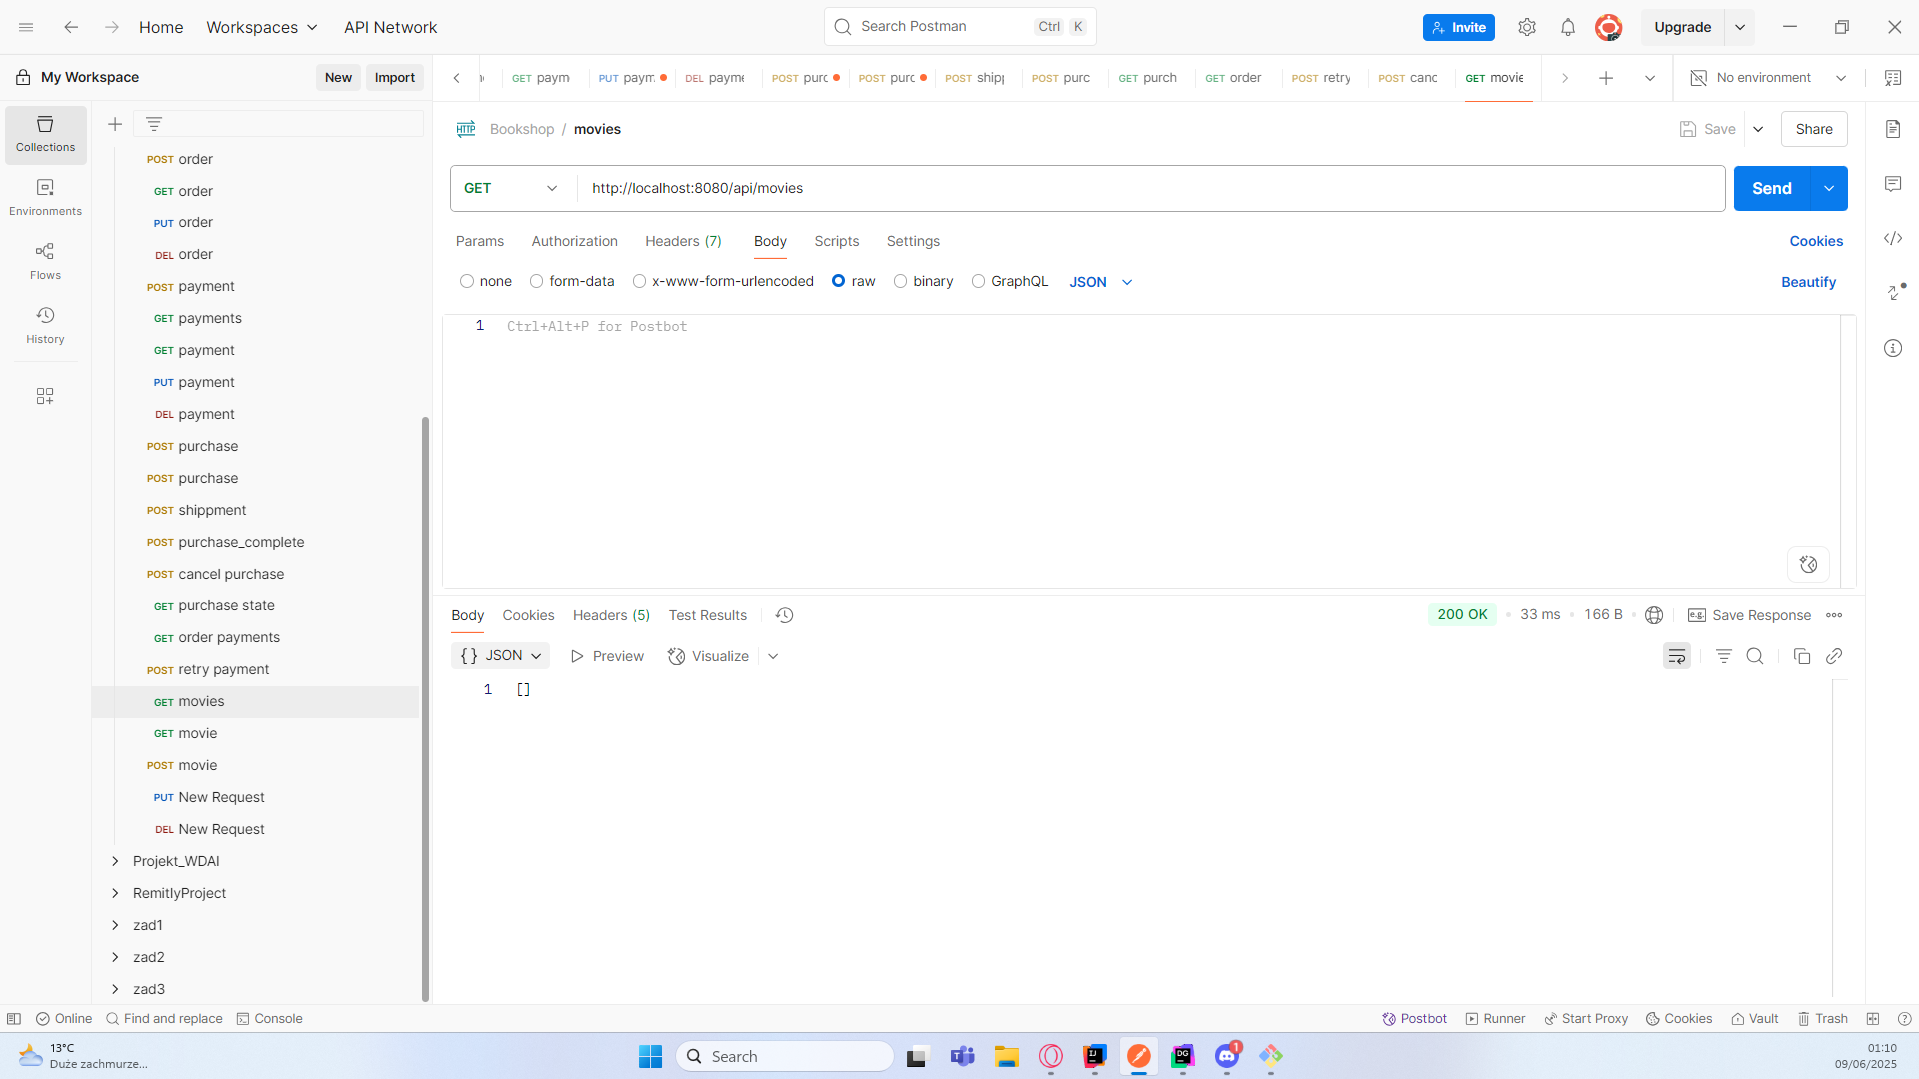 Home
Workspaces
API Network
Search Postman
Ctrl K
Invite
Upgrade
My Workspace
New
Import
GET paym
PUT paym
DEL payme
POST purc
POST purc
POST shipp
POST purc
GET purch
GET order
POST retry
POST canc
GET movie
No environment
Collections
Environments
Flows
History
POST order
GET order
PUT order
DEL order
POST payment
GET payments
GET payment
PUT payment
DEL payment
POST purchase
POST purchase
POST shippment
POST purchase_complete
POST cancel purchase
GET purchase state
GET order payments
POST retry payment
GET movies
GET movie
POST movie
PUT New Request
DEL New Request
Projekt_WDAI
RemitlyProject
zad1
zad2
zad3
HTTP Bookshop / movies
Save
Share
GET http://localhost:8080/api/movies
Send
Params Authorization Headers (7) Body Scripts Settings
Cookies
none form-data x-www-form-urlencoded raw binary GraphQL JSON
Beautify
1 Ctrl+Alt+P for Postbot
Body Cookies Headers (5) Test Results
200 OK 33 ms 166 B
e.g. Save Response
{} JSON Preview Visualize
1 []
Online Find and replace Console
Postbot Runner Start Proxy Cookies Vault Trash
13°C
Duże zachmurze...
Search
IJ
DG
1
01:10
09/06/2025